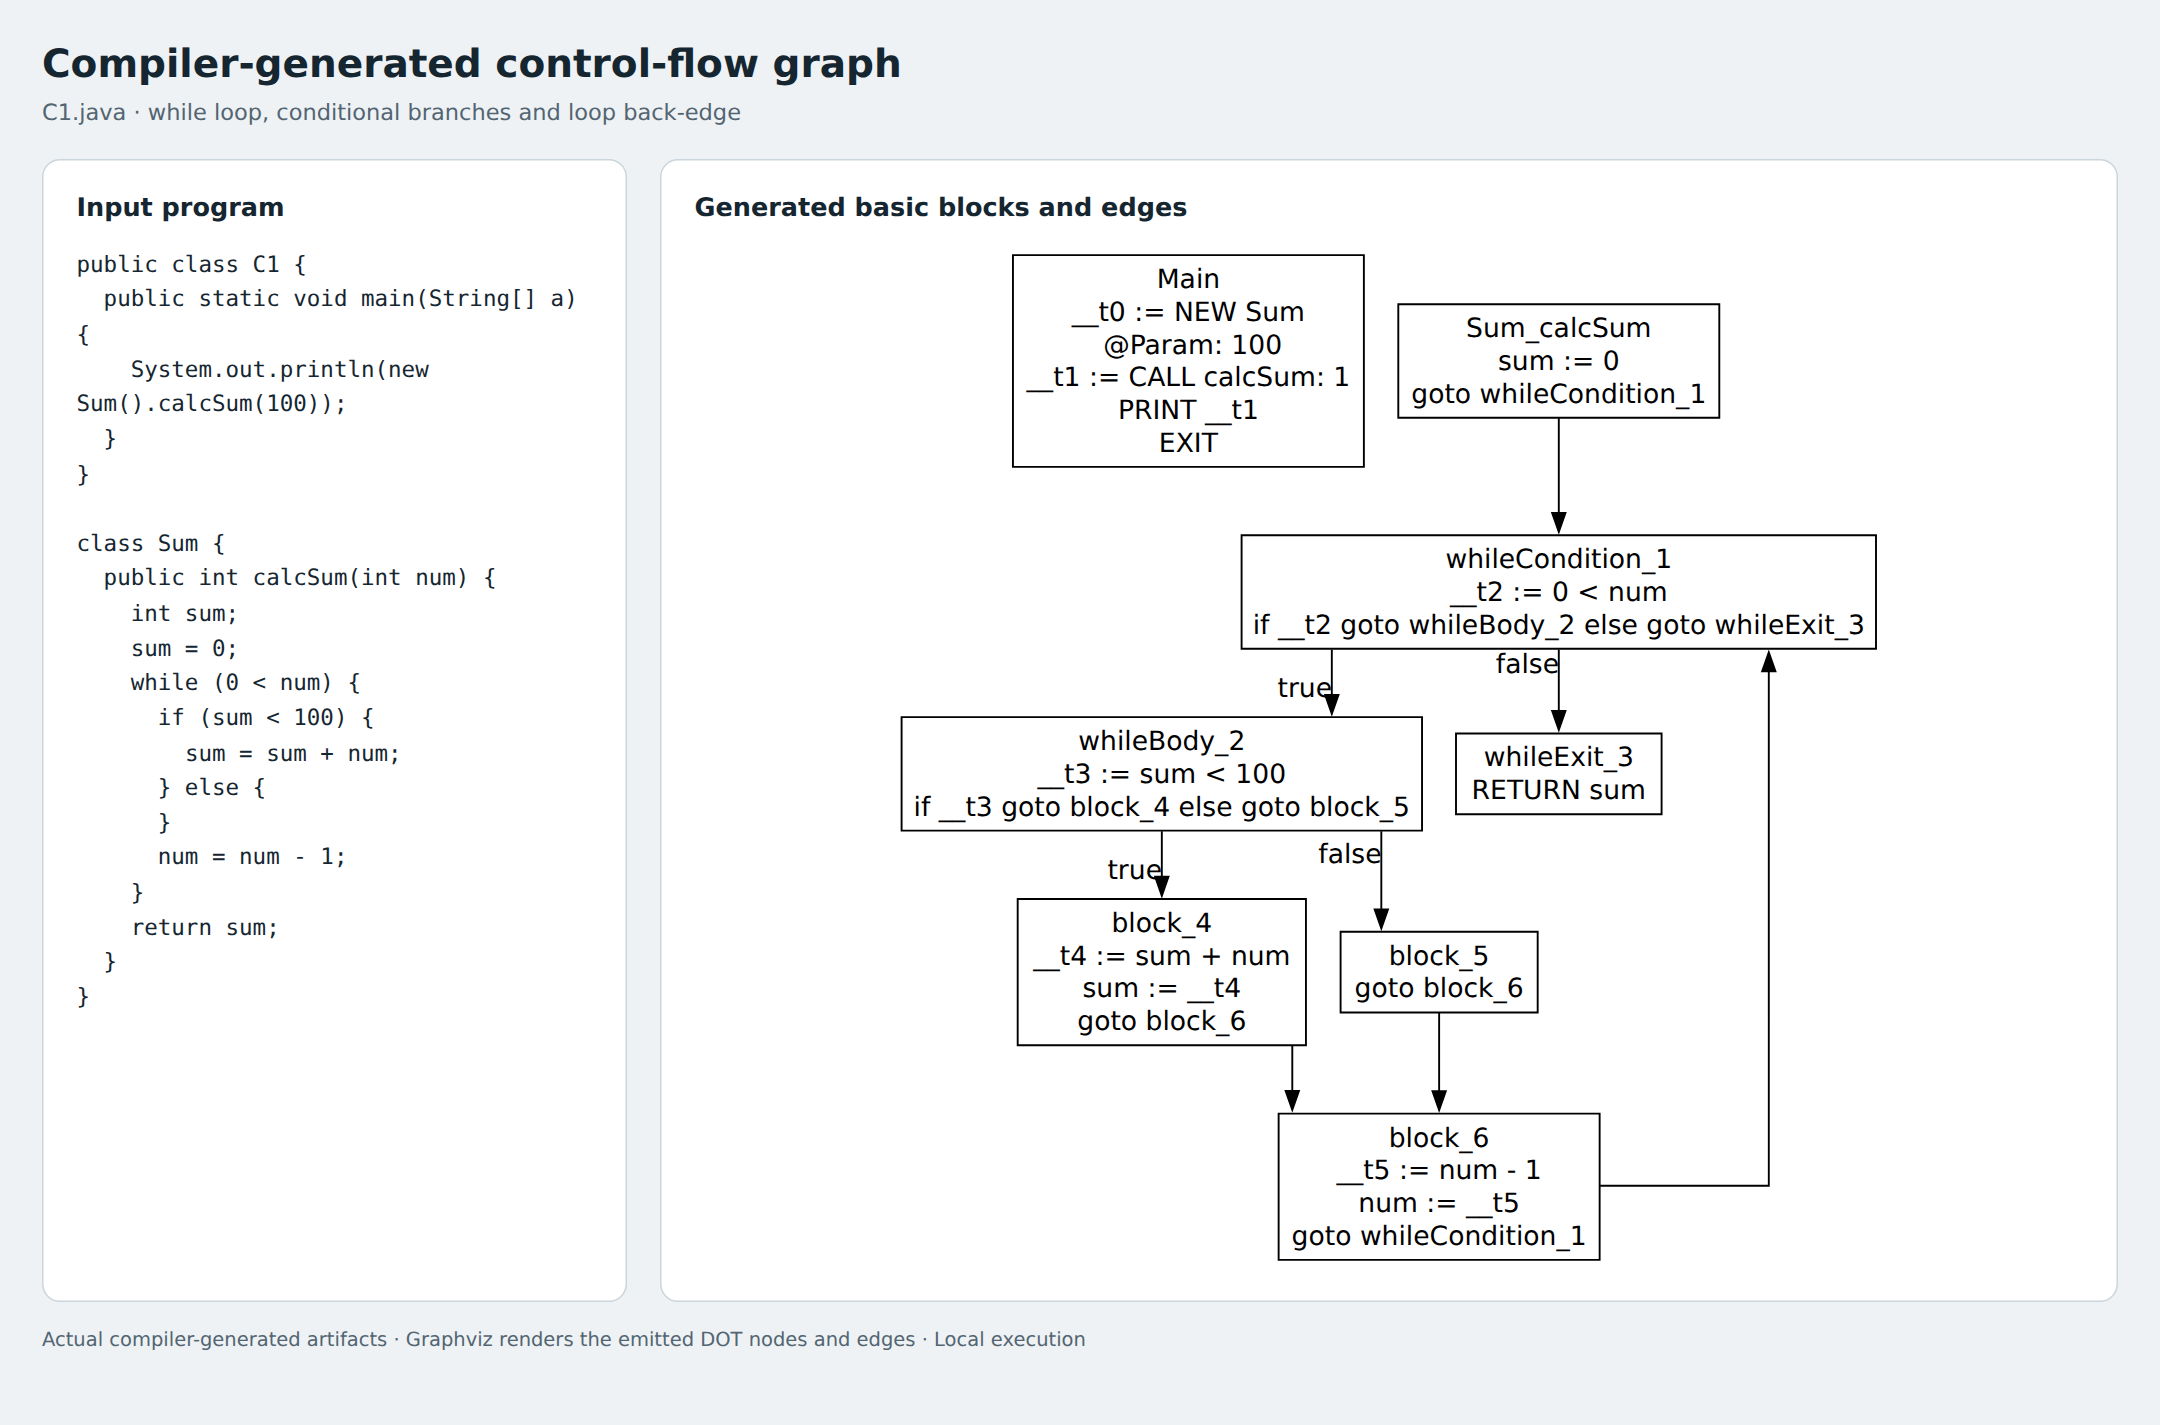 Compiler-generated control-flow graph
C1.java · while loop, conditional branches and loop back-edge
Input program
public class C1 {
  public static void main(String[] a)
{
    System.out.println(new
Sum().calcSum(100));
  }
}
class Sum {
  public int calcSum(int num) {
    int sum;
    sum = 0;
    while (0 < num) {
      if (sum < 100) {
        sum = sum + num;
      } else {
      }
      num = num - 1;
    }
    return sum;
  }
}
Generated basic blocks and edges
Main
__t0 := NEW Sum
@Param: 100
__t1 := CALL calcSum: 1
PRINT __t1
EXIT
Sum_calcSum
sum := 0
goto whileCondition_1
whileCondition_1
__t2 := 0 < num
if __t2 goto whileBody_2 else goto whileExit_3
true
false
whileBody_2
__t3 := sum < 100
if __t3 goto block_4 else goto block_5
whileExit_3
RETURN sum
true
false
block_4
__t4 := sum + num
sum := __t4
goto block_6
block_5
goto block_6
block_6
__t5 := num - 1
num := __t5
goto whileCondition_1
Actual compiler-generated artifacts · Graphviz renders the emitted DOT nodes and edges · Local execution